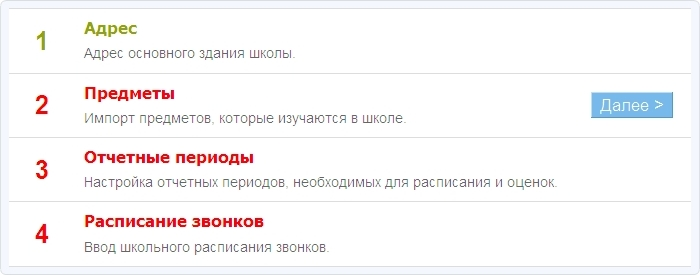 1
Адрес
Адрес основного здания школы.
2
Предметы
Импорт предметов, которые изучаются в школе.
Далее >
3
Отчетные периоды
Настройка отчетных периодов, необходимых для расписания и оценок.
4
Расписание звонков
Ввод школьного расписания звонков.